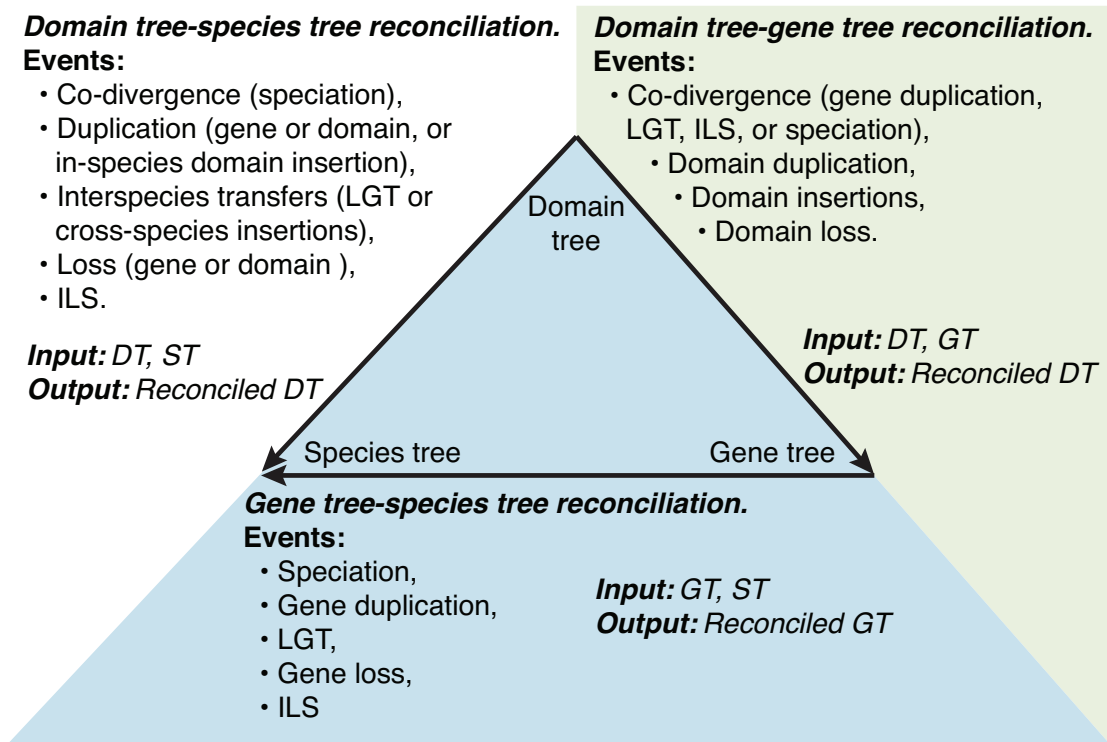 Domain tree-species tree reconciliation.
Events:
• Co-divergence (speciation),
• Duplication (gene or domain, or
in-species domain insertion),
• Interspecies transfers (LGT or
cross-species insertions),
• Loss (gene or domain ),
• ILS.
Input: DT, ST
Output: Reconciled DT
Domain tree-gene tree reconciliation.
Events:
• Co-divergence (gene duplication,
LGT, ILS, or speciation),
• Domain duplication,
• Domain insertions,
• Domain loss.
Input: DT, GT
Output: Reconciled DT
Domain
tree
Species tree
Gene tree
Gene tree-species tree reconciliation.
Events:
• Speciation,
• Gene duplication,
• LGT,
• Gene loss,
• ILS
Input: GT, ST
Output: Reconciled GT